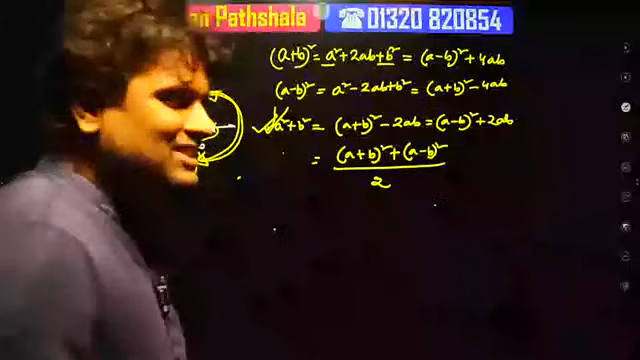 Pathshala ☎01320 820854
(a+b)² = a²+2ab+b² = (a-b)²+4ab
(a-b)² = a²-2ab+b² = (a+b)²-4ab
a²+b² = (a+b)²-2ab = (a-b)²+2ab
= (a+b)²+(a-b)²
2